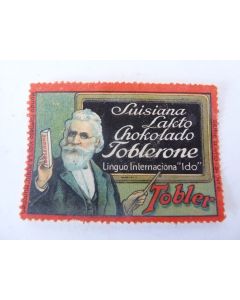 Suisiana
Lakto
Chokolado
Toblerone
Linguo Internaciona "Ido"
Tobler